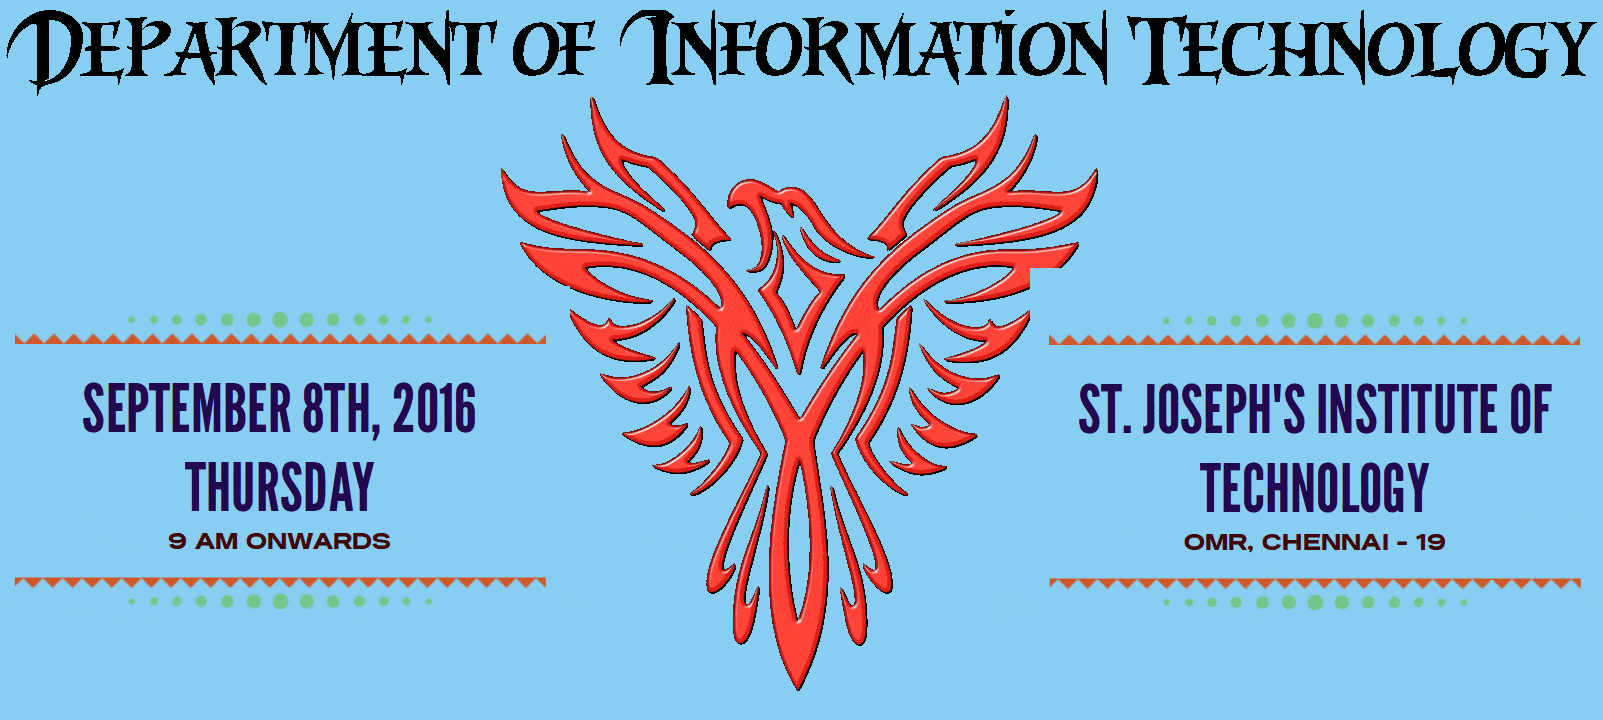 Department of Information Technology
SEPTEMBER 8TH, 2016
THURSDAY
9 AM ONWARDS
ST. JOSEPH'S INSTITUTE OF
TECHNOLOGY
OMR, CHENNAI - 19